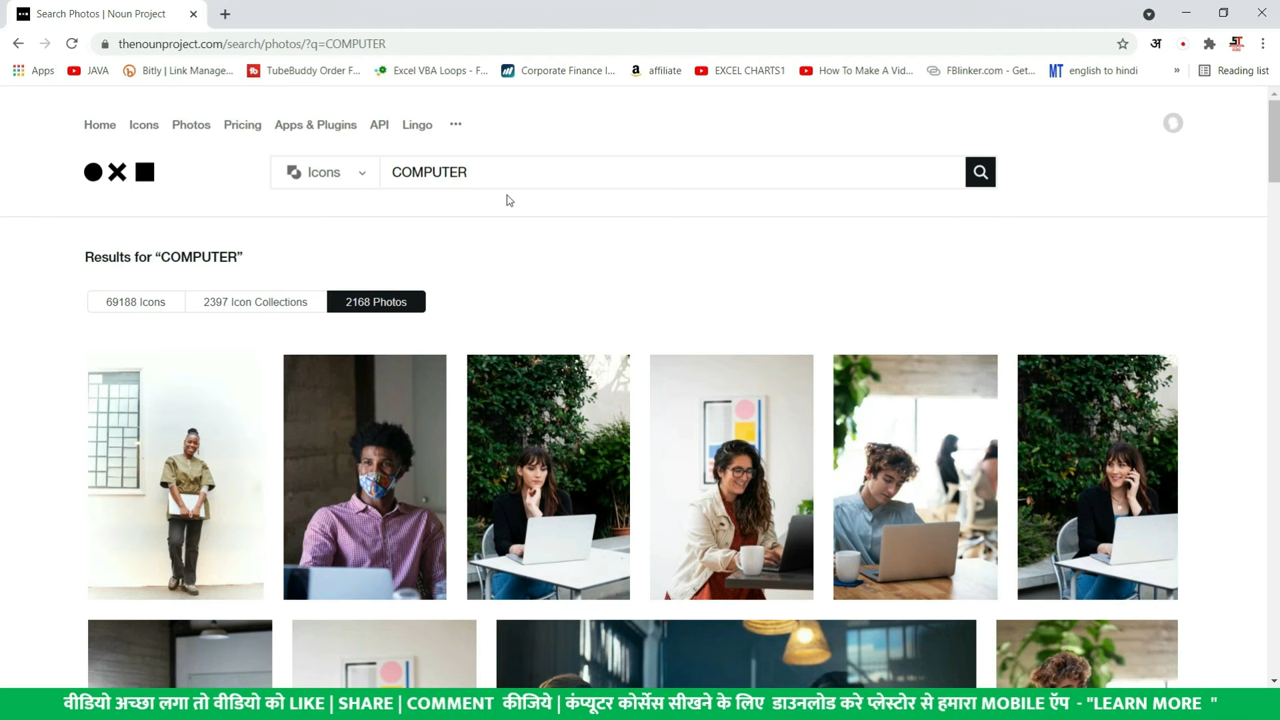 Search Photos | Noun Project
thenounproject.com/search/photos/?q=COMPUTER
अ
Apps JAVA Bitly | Link Manage... TubeBuddy Order F... Excel VBA Loops - F... Corporate Finance I... affiliate EXCEL CHARTS1 How To Make A Vid... FBlinker.com - Get... MT english to hindi » Reading list
Home Icons Photos Pricing Apps & Plugins API Lingo
Icons COMPUTER
Results for “COMPUTER”
69188 Icons 2397 Icon Collections 2168 Photos
वीडियो अच्छा लगा तो वीडियो को LIKE | SHARE | COMMENT कीजिये | कंप्यूटर कोर्सेस सीखने के लिए डाउनलोड करे प्लेस्टोर से हमारा MOBILE ऍप - "LEARN MORE "